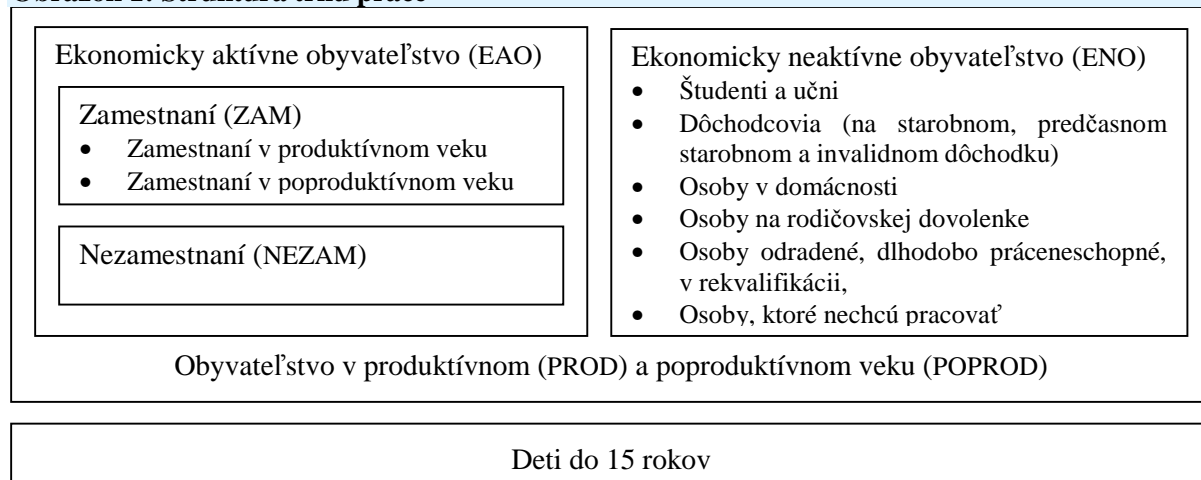 Ekonomicky aktívne obyvateľstvo (EAO)
Zamestnaní (ZAM)
• Zamestnaní v produktívnom veku
• Zamestnaní v poproduktívnom veku
Nezamestnaní (NEZAM)
Ekonomicky neaktívne obyvateľstvo (ENO)
• Študenti a učni
• Dôchodcovia (na starobnom, predčasnom
starobnom a invalidnom dôchodku)
• Osoby v domácnosti
• Osoby na rodičovskej dovolenke
• Osoby odradené, dlhodobo práceneschopné,
v rekvalifikácii,
• Osoby, ktoré nechcú pracovať
Obyvateľstvo v produktívnom (PROD) a poproduktívnom veku (POPROD)
Deti do 15 rokov